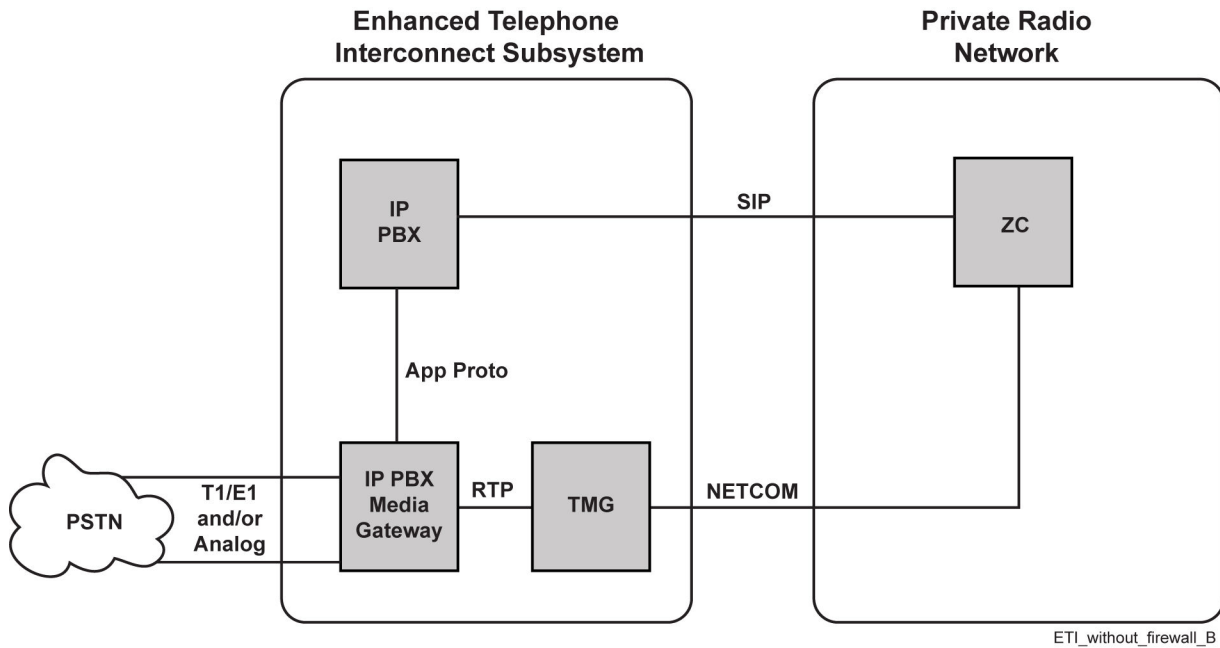 Enhanced Telephone
Interconnect Subsystem
Private Radio
Network
IP
PBX
SIP
ZC
App Proto
PSTN
T1/E1
and/or
Analog
IP PBX
Media
Gateway
RTP
TMG
NETCOM
ETI_without_firewall_B